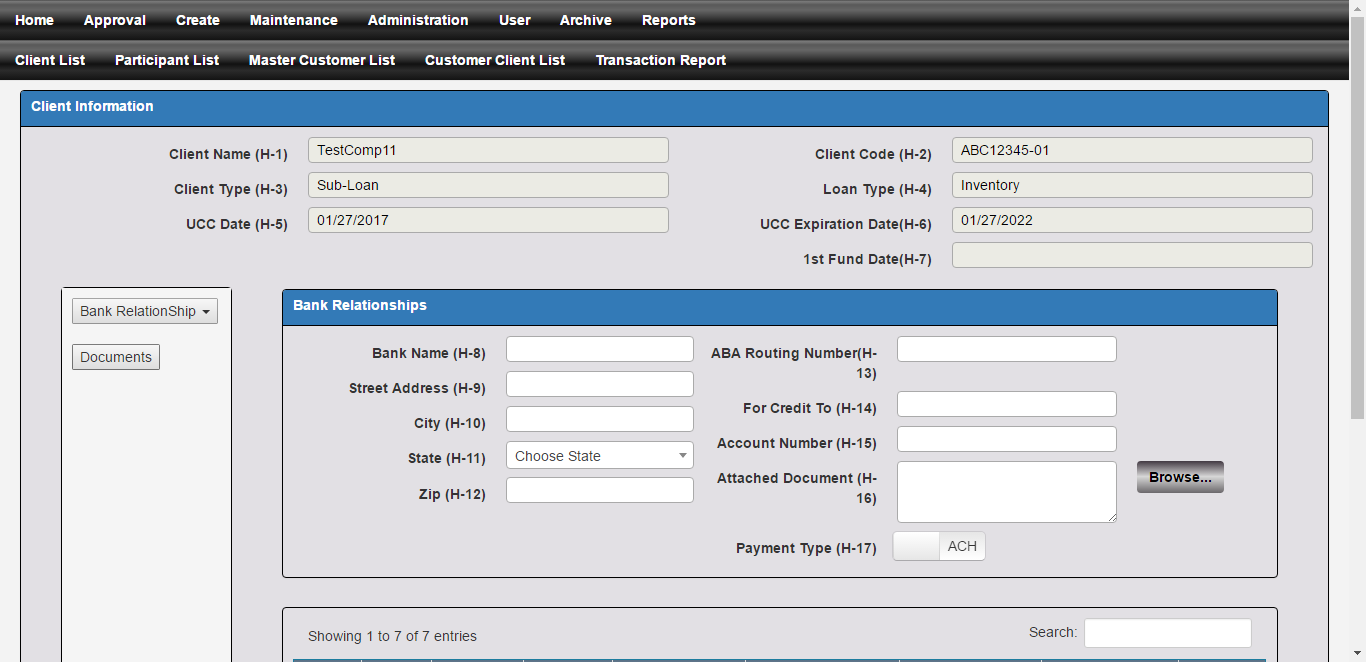 Home Approval Create Maintenance Administration User Archive Reports
Client List Participant List Master Customer List Customer Client List Transaction Report
Client Information
Client Name (H-1) TestComp11 Client Code (H-2) ABC12345-01
Client Type (H-3) Sub-Loan Loan Type (H-4) Inventory
UCC Date (H-5) 01/27/2017 UCC Expiration Date(H-6) 01/27/2022
1st Fund Date(H-7)
Bank RelationShip
Documents
Bank Relationships
Bank Name (H-8)
Street Address (H-9)
City (H-10)
State (H-11) Choose State
Zip (H-12)
ABA Routing Number(H-
13)
For Credit To (H-14)
Account Number (H-15)
Attached Document (H-
16)
Browse...
Payment Type (H-17) ACH
Showing 1 to 7 of 7 entries Search: